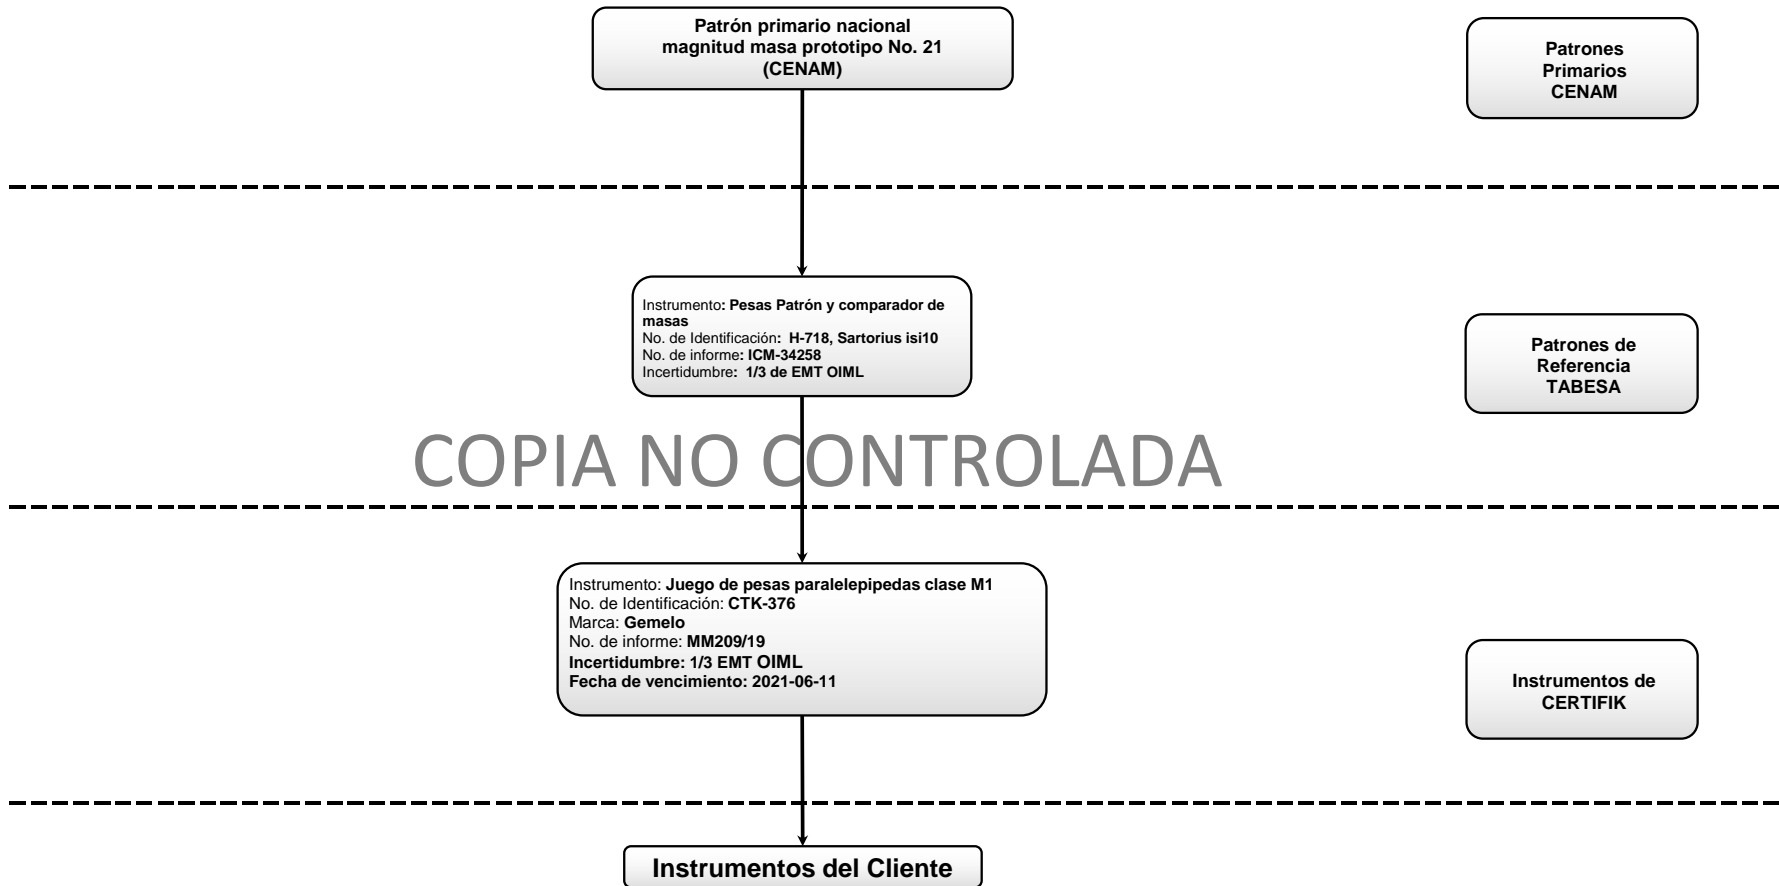 Patrón primario nacional
magnitud masa prototipo No. 21
(CENAM)
Patrones
Primarios
CENAM
Instrumento: Pesas Patrón y comparador de
masas
No. de Identificación: H-718, Sartorius isi10
No. de informe: ICM-34258
Incertidumbre: 1/3 de EMT OIML
Patrones de
Referencia
TABESA
COPIA NO CONTROLADA
Instrumento: Juego de pesas paralelepipedas clase M1
No. de Identificación: CTK-376
Marca: Gemelo
No. de informe: MM209/19
Incertidumbre: 1/3 EMT OIML
Fecha de vencimiento: 2021-06-11
Instrumentos de
CERTIFIK
Instrumentos del Cliente